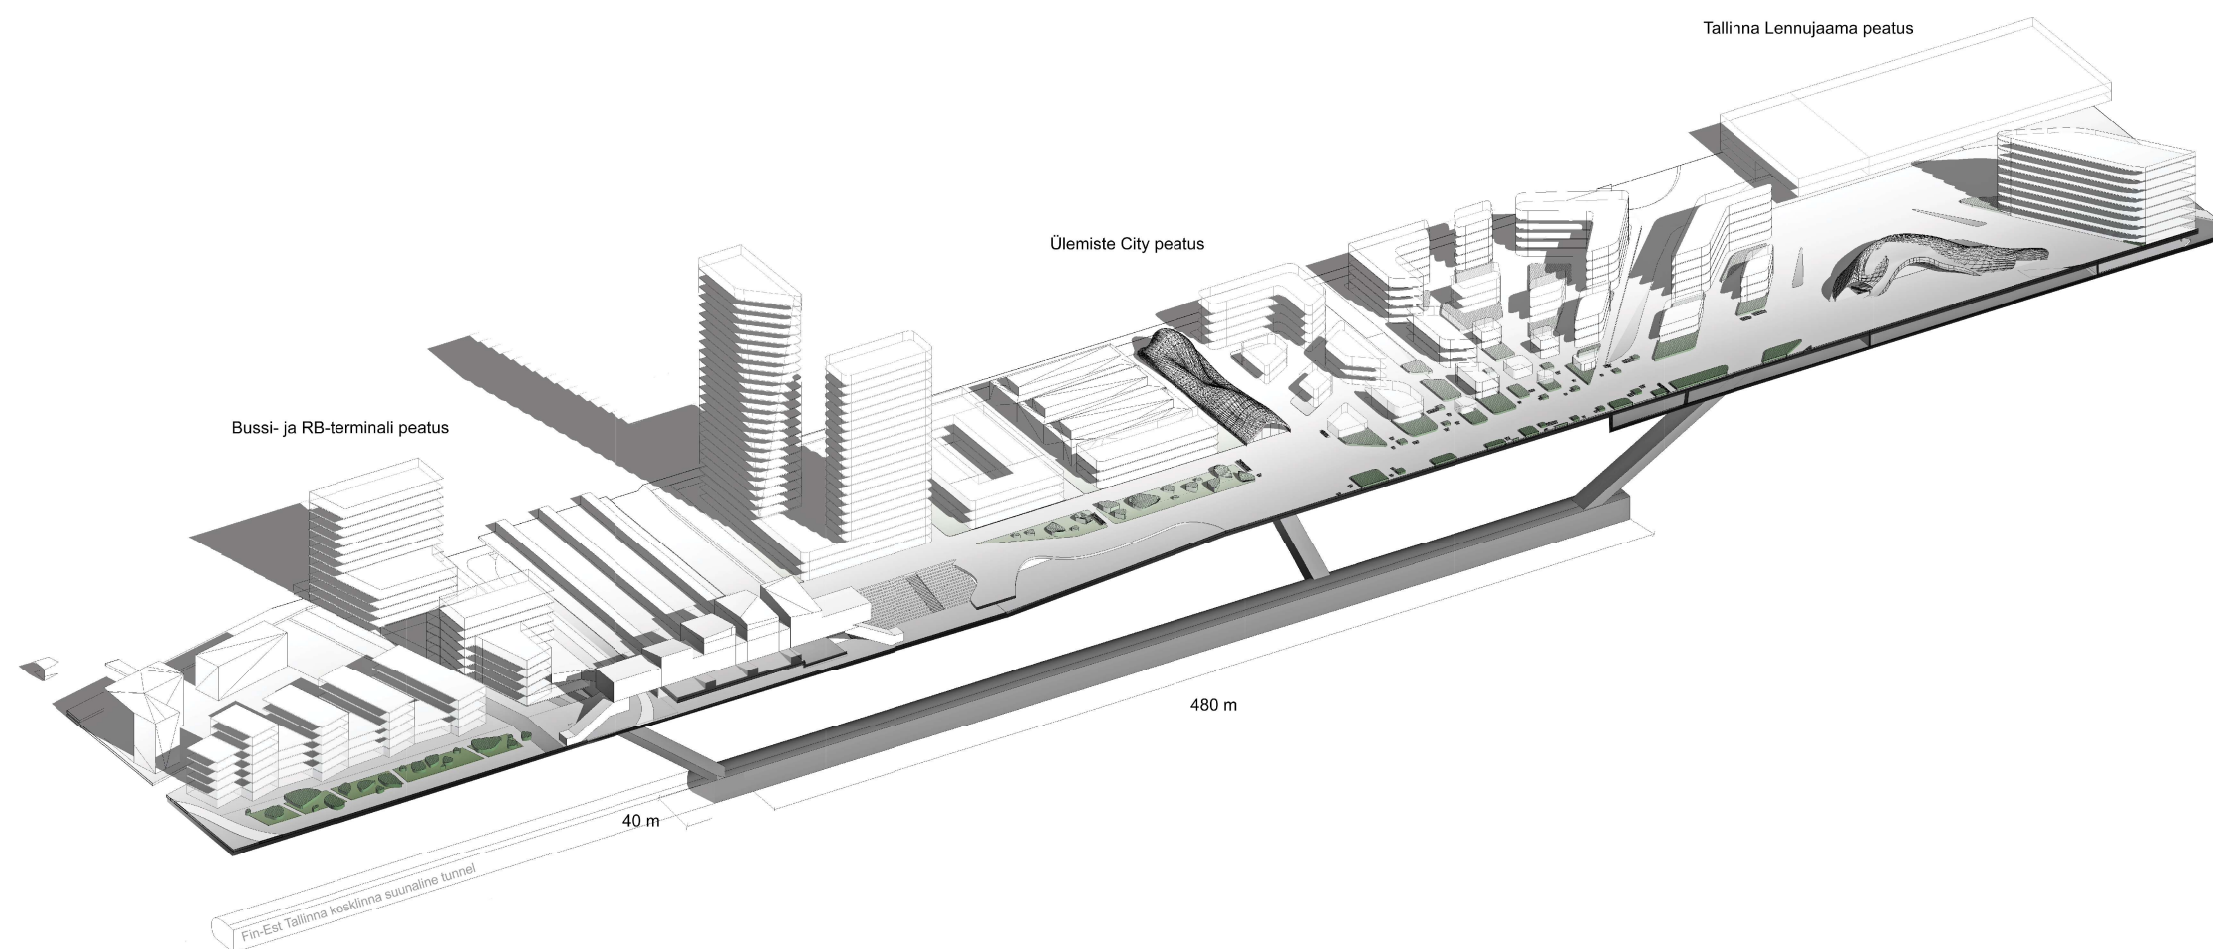 Tallinna Lennujaama peatus
Ülemiste City peatus
Bussi- ja RB-terminali peatus
480 m
40 m
Fin-Est Tallinna kesklinna suunaline tunnel